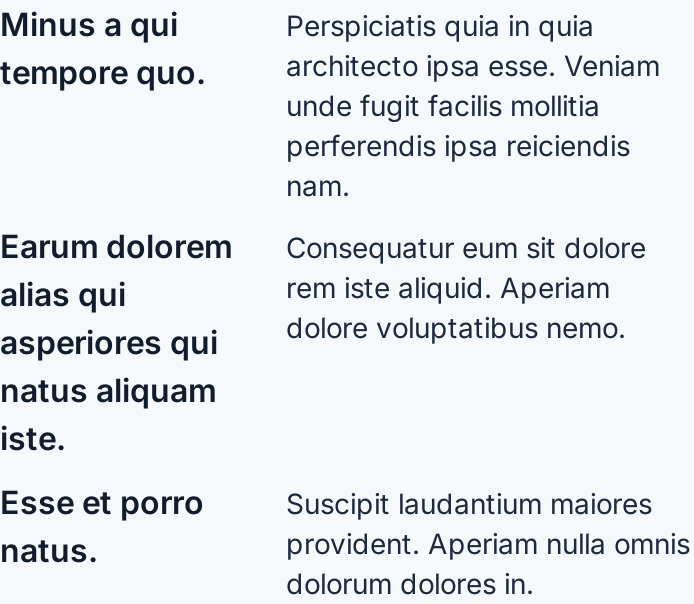 Minus a qui
tempore quo.
Perspiciatis quia in quia
architecto ipsa esse. Veniam
unde fugit facilis mollitia
perferendis ipsa reiciendis
nam.
Earum dolorem
alias qui
asperiores qui
natus aliquam
iste.
Consequatur eum sit dolore
rem iste aliquid. Aperiam
dolore voluptatibus nemo.
Esse et porro
natus.
Suscipit laudantium maiores
provident. Aperiam nulla omnis
dolorum dolores in.